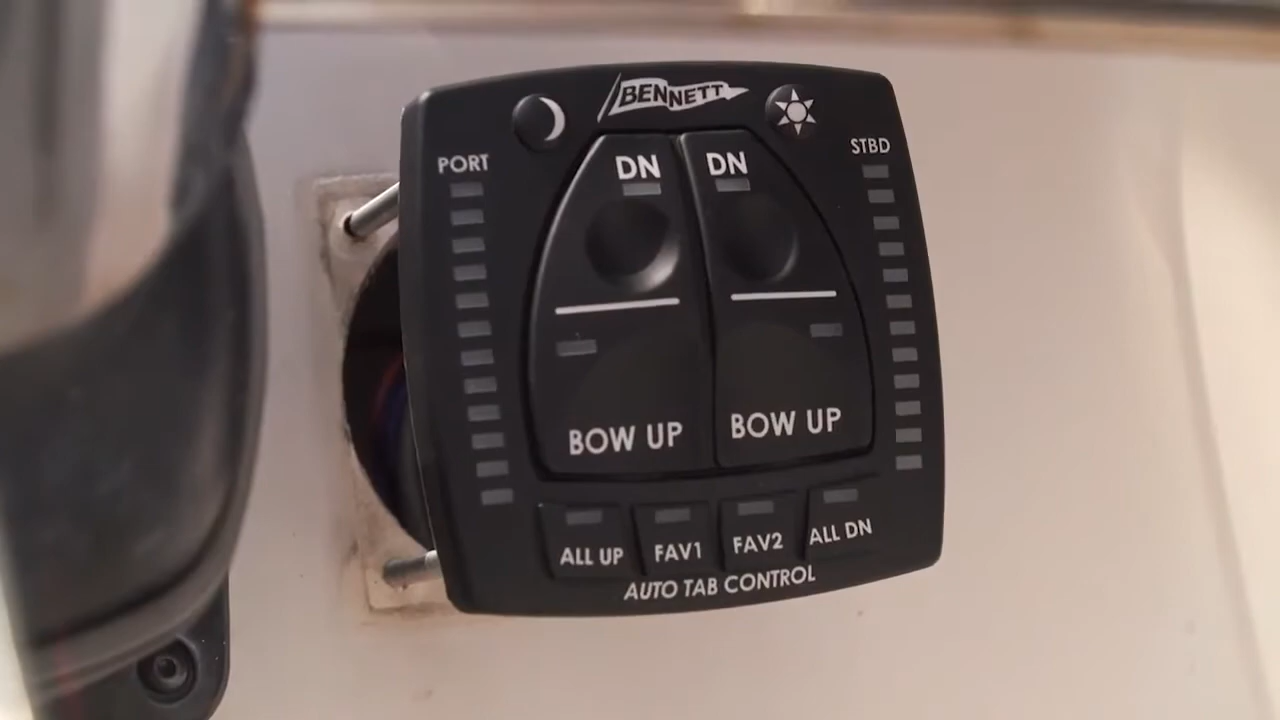 BENNETT
PORT
STBD
DN DN
BOW UP BOW UP
ALL UP FAV1 FAV2 ALL DN
AUTO TAB CONTROL